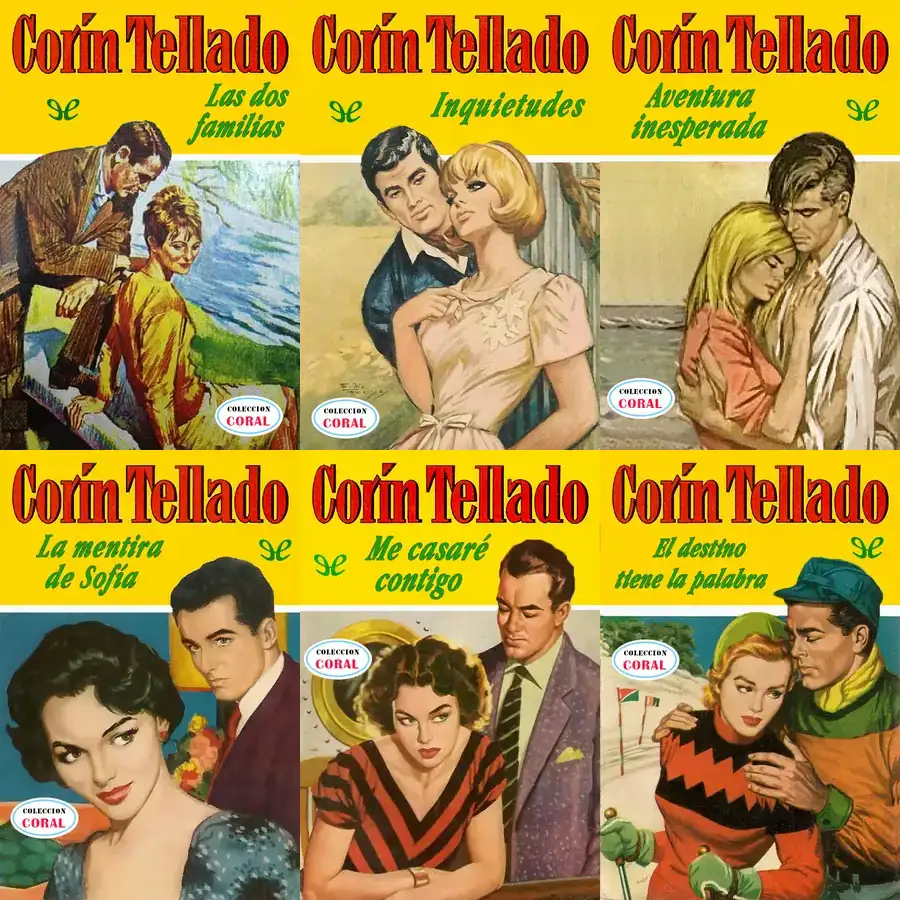 Corín Tellado
Las dos
familias
COLECCION
CORAL
Corín Tellado
Inquietudes
COLECCION
CORAL
Corín Tellado
Aventura
inesperada
COLECCION
CORAL
Corín Tellado
La mentira
de Sofía
COLECCION
CORAL
Corín Tellado
Me casaré
contigo
COLECCION
CORAL
Corín Tellado
El destino
tiene la palabra
COLECCION
CORAL